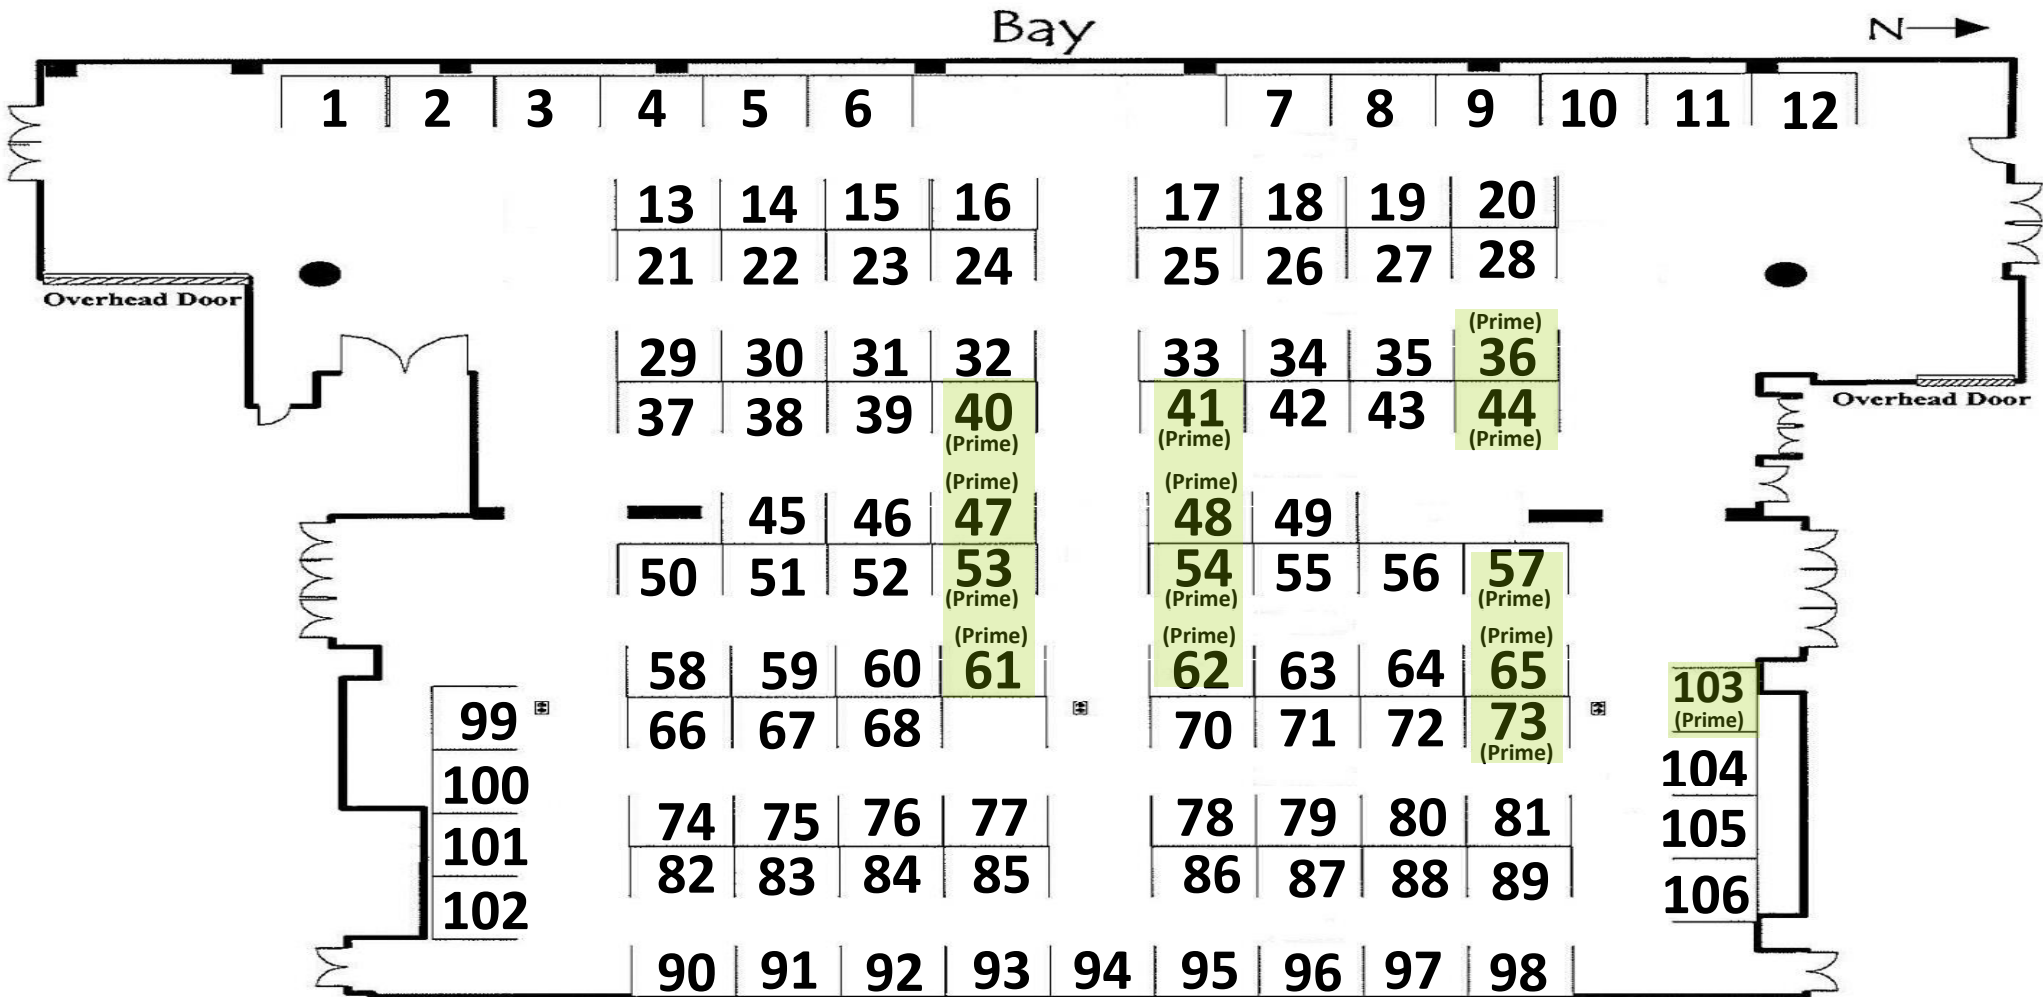 Bay
N
1 2 3 4 5 6 7 8 9 10 11 12
13 14 15 16 17 18 19 20
21 22 23 24 25 26 27 28
Overhead Door
(Prime)
29 30 31 32 33 34 35 36
37 38 39 40 41 42 43 44
Overhead Door
(Prime) (Prime) (Prime)
(Prime) (Prime)
45 46 47 48 49
50 51 52 53 54 55 56 57
(Prime) (Prime) (Prime)
(Prime) (Prime) (Prime)
58 59 60 61 62 63 64 65
103
(Prime)
99 66 67 68 70 71 72 73
(Prime)
100 104
74 75 76 77 78 79 80 81
101 105
82 83 84 85 86 87 88 89
102 106
90 91 92 93 94 95 96 97 98